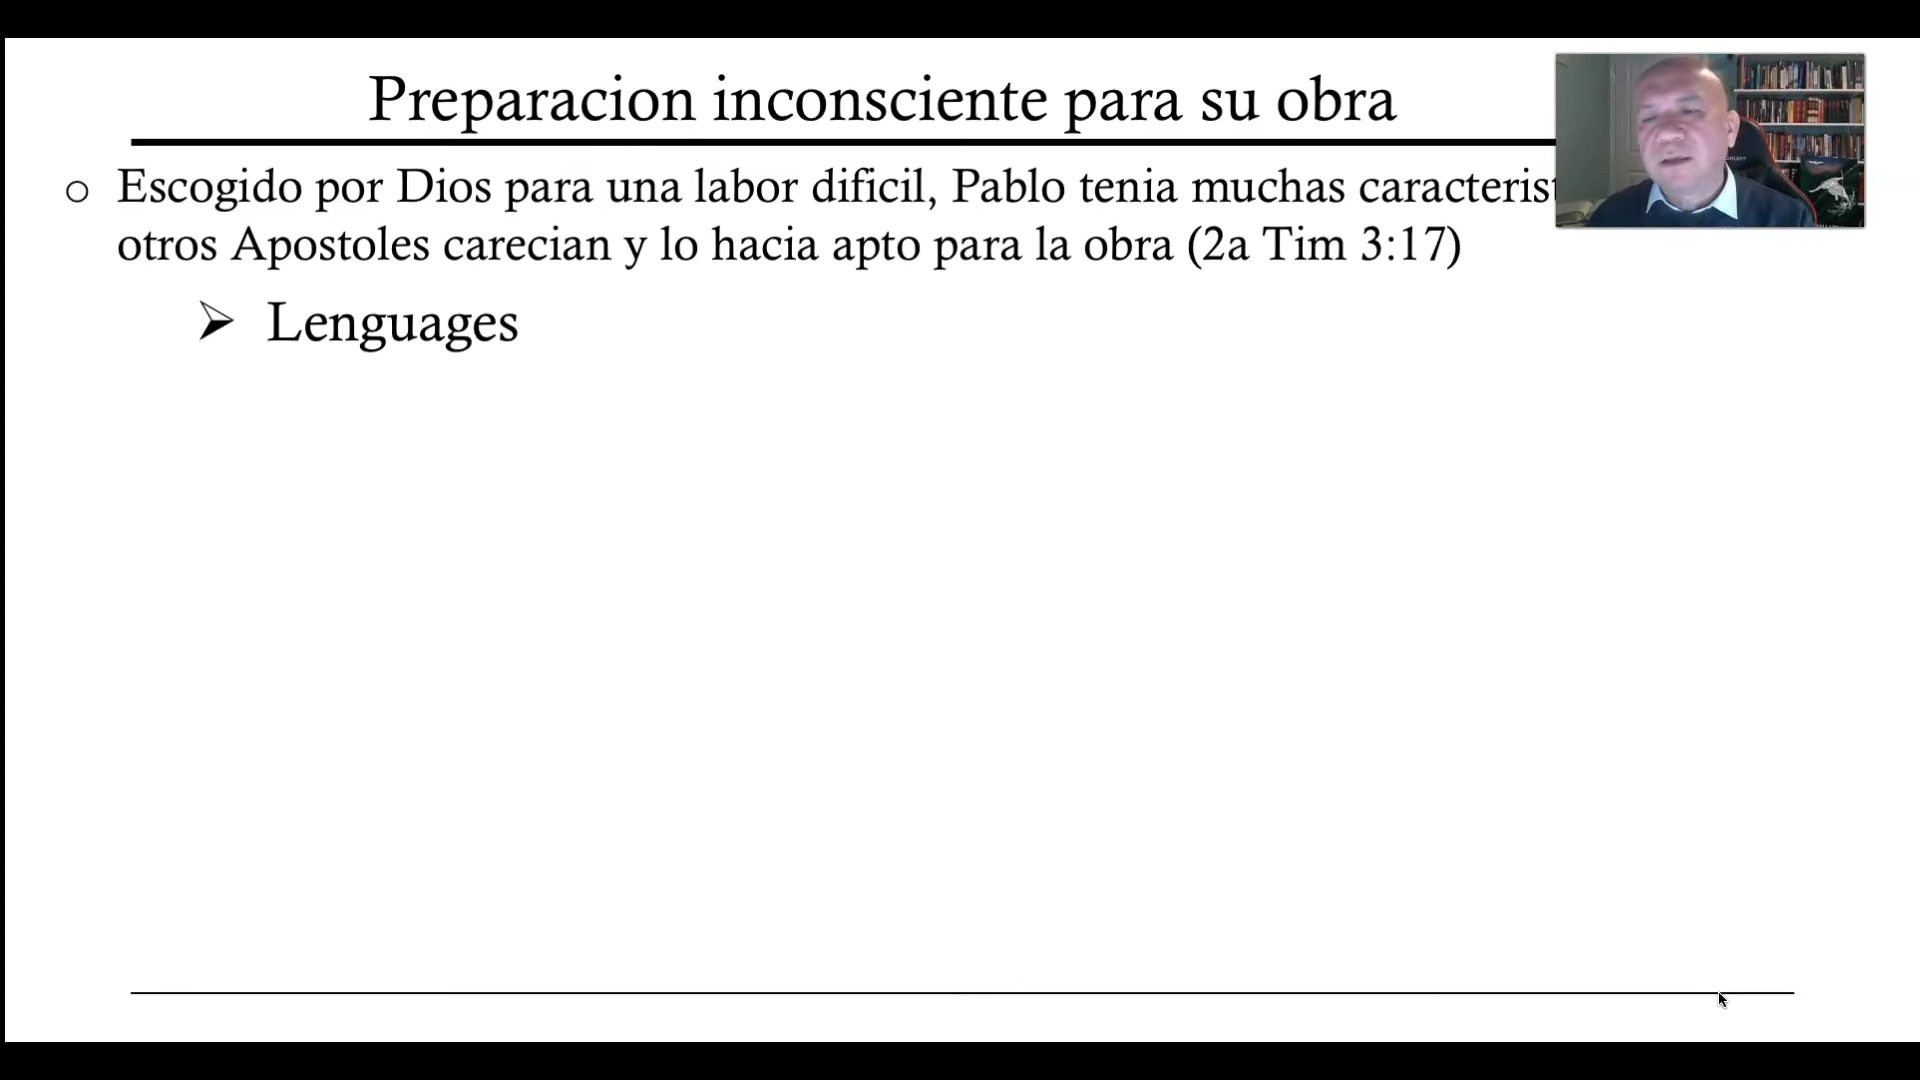 Preparacion inconsciente para su obra
Escogido por Dios para una labor dificil, Pablo tenia muchas
otros Apostoles carecian y lo hacia apto para la obra (2a Tim 3:17)
Lenguages